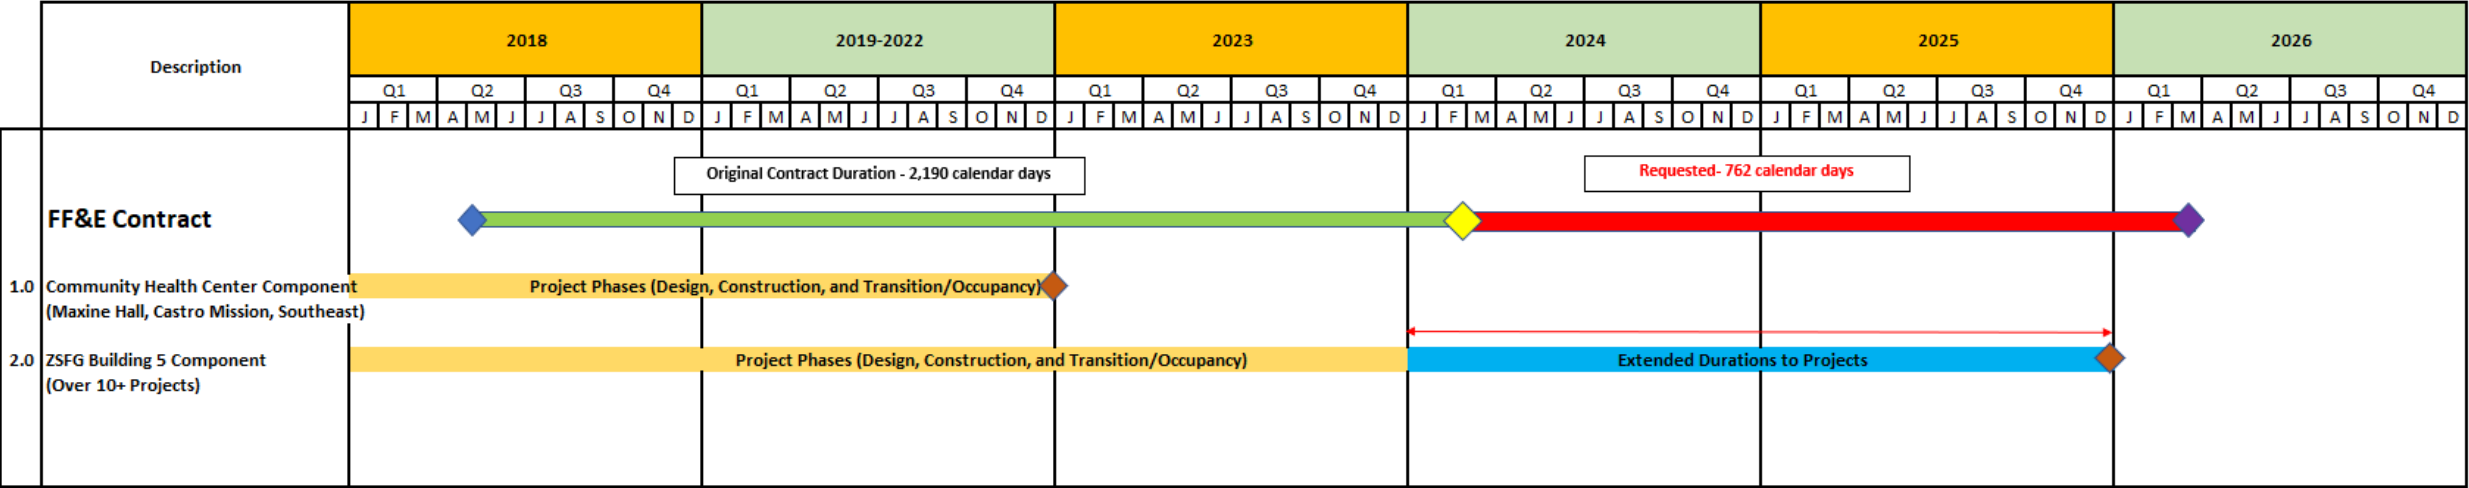 Description
2018 2019-2022 2023 2024 2025 2026
Q1 Q2 Q3 Q4 Q1 Q2 Q3 Q4 Q1 Q2 Q3 Q4 Q1 Q2 Q3 Q4 Q1 Q2 Q3 Q4 Q1 Q2 Q3 Q4
J F M A M J J A S O N D J F M A M J J A S O N D J F M A M J J A S O N D J F M A M J J A S O N D J F M A M J J A S O N D J F M A M J J A S O N D
Original Contract Duration - 2,190 calendar days
Requested- 762 calendar days
FF&E Contract
1.0 Community Health Center Component
(Maxine Hall, Castro Mission, Southeast)
Project Phases (Design, Construction, and Transition/Occupancy)
2.0 ZSFG Building 5 Component
(Over 10+ Projects)
Project Phases (Design, Construction, and Transition/Occupancy)
Extended Durations to Projects